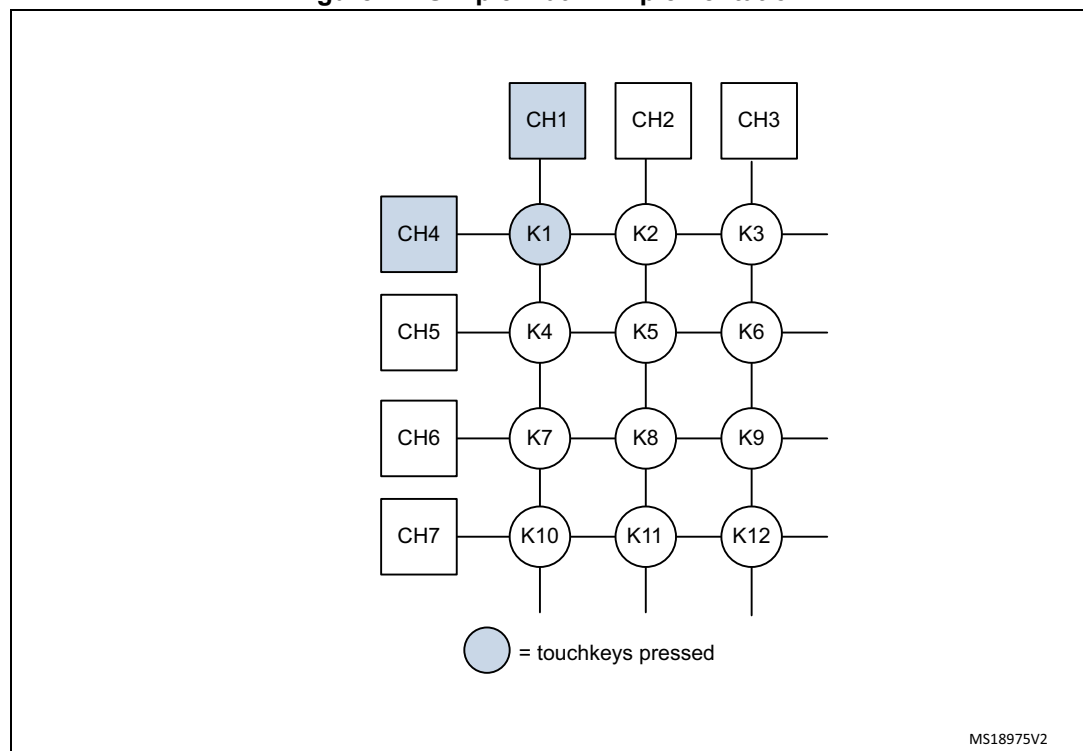 CH1 CH2 CH3
CH4 K1 K2 K3
CH5 K4 K5 K6
CH6 K7 K8 K9
CH7 K10 K11 K12
= touchkeys pressed
MS18975V2